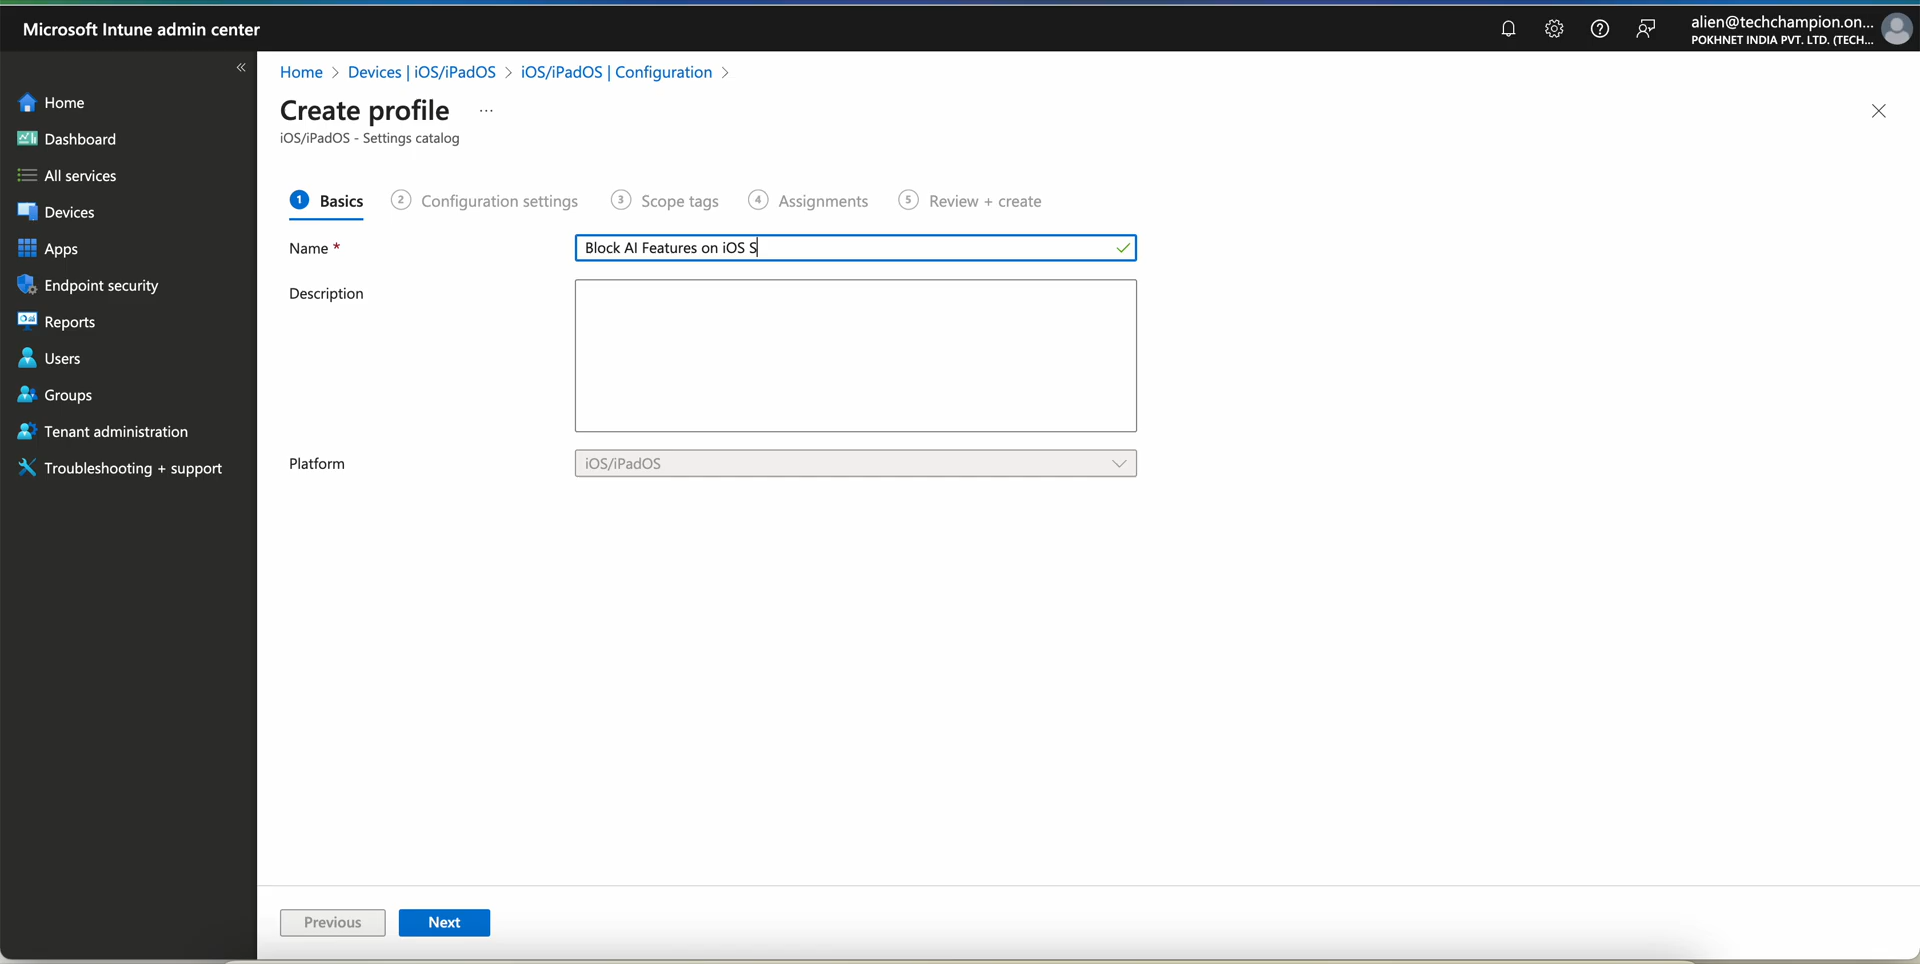 Microsoft Intune admin center
alien@techchampion.on...
POKHNET INDIA PVT. LTD. (TECH...
«
Home
Dashboard
All services
Devices
Apps
Endpoint security
Reports
Users
Groups
Tenant administration
Troubleshooting + support
Home > Devices | iOS/iPadOS > iOS/iPadOS | Configuration >
Create profile ...
iOS/iPadOS - Settings catalog
1 Basics 2 Configuration settings 3 Scope tags 4 Assignments 5 Review + create
Name * Block AI Features on iOS S
Description
Platform iOS/iPadOS
Previous Next